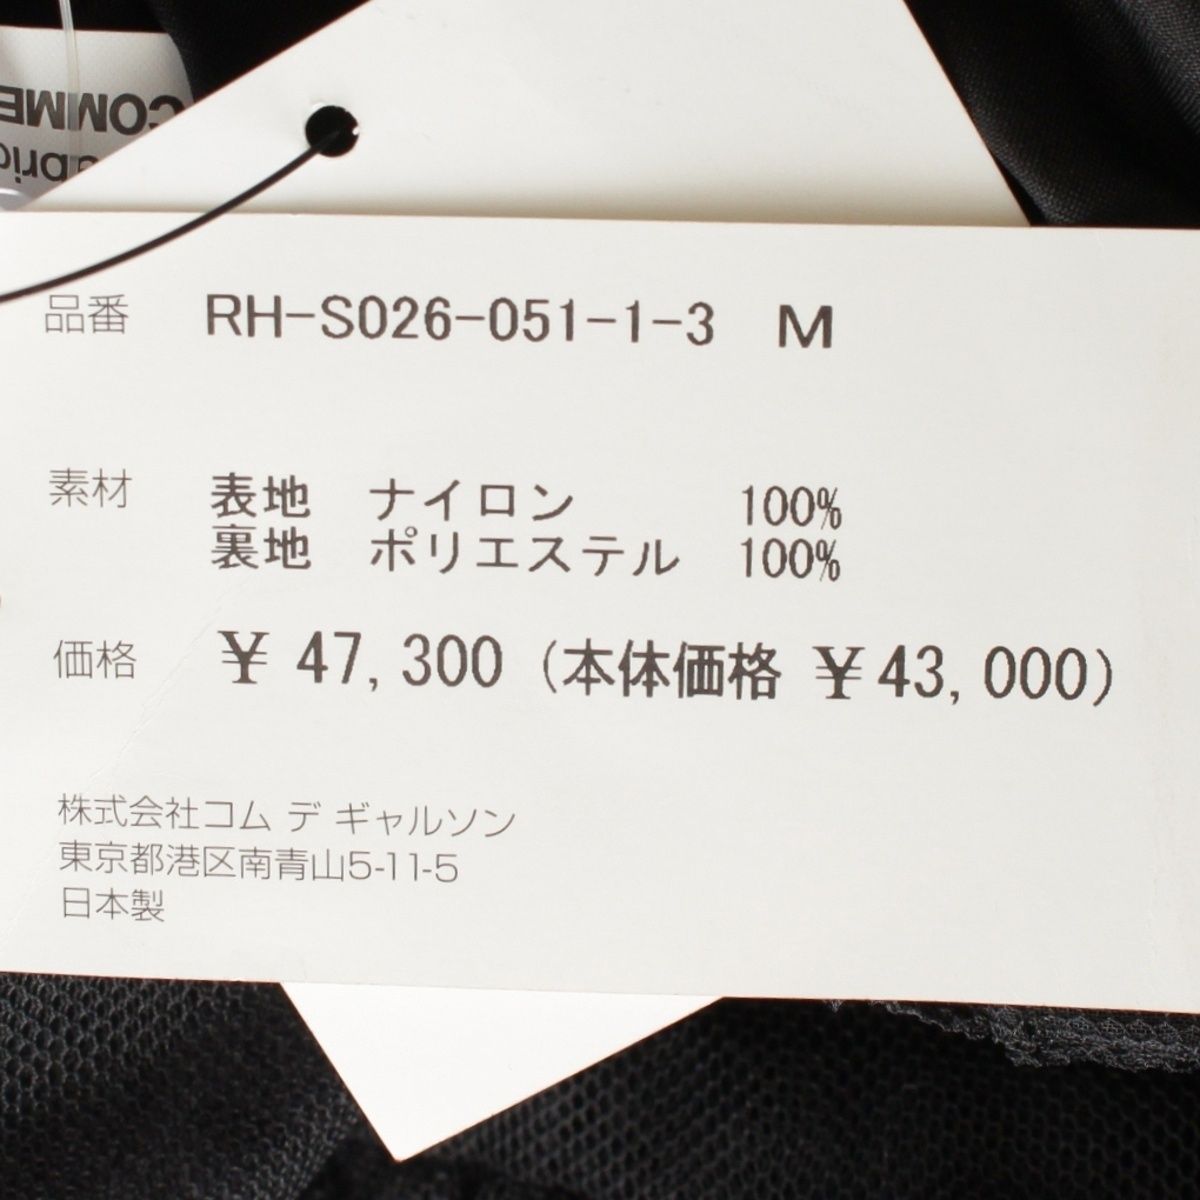 COMME
品番 RH-S026-051-1-3 M
素材 表地 ナイロン 100%
裏地 ポリエステル 100%
価格 ¥ 47,300 (本体価格 ¥43,000)
株式会社コム デ ギャルソン
東京都港区南青山5-11-5
日本製